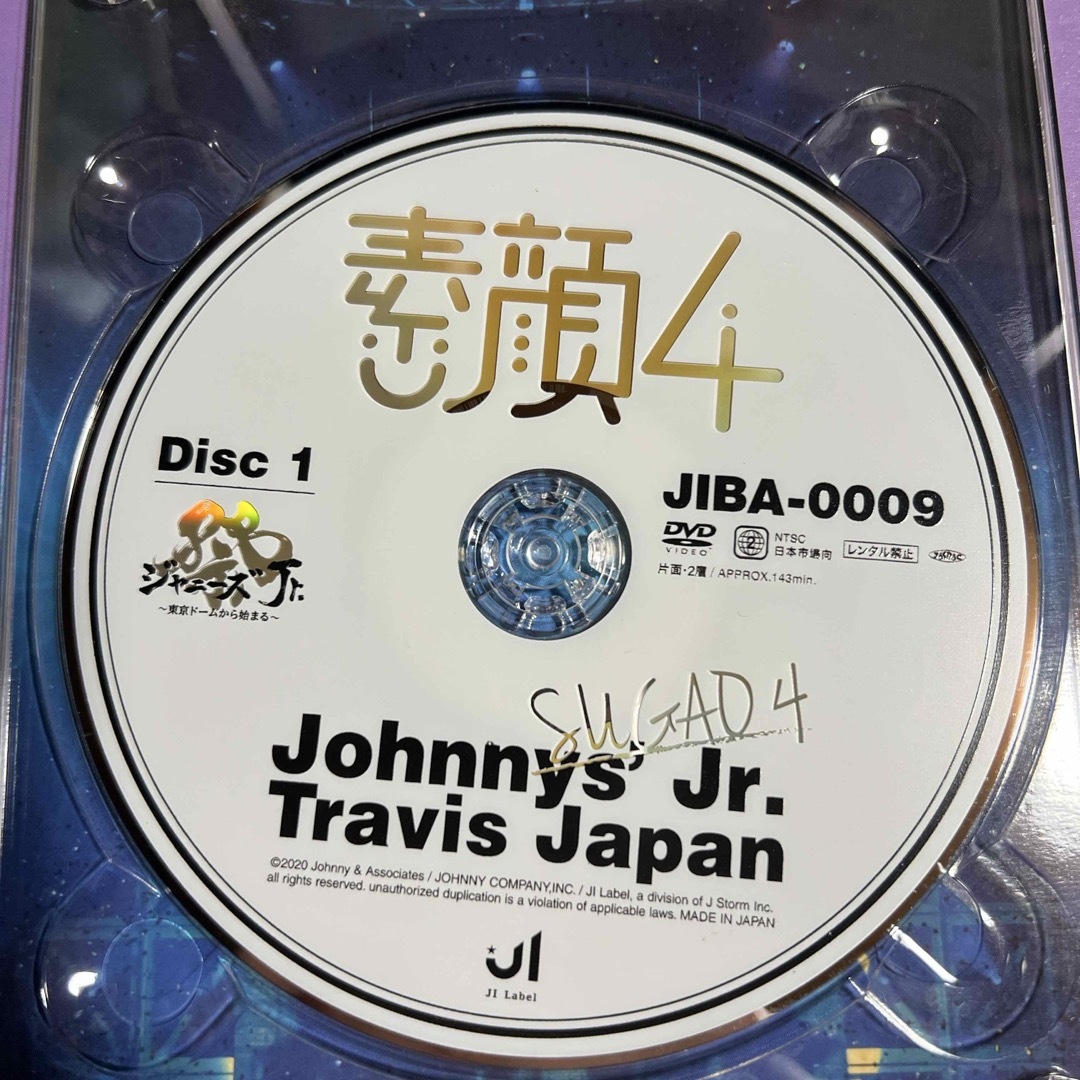 素顔4
Disc 1
祭
ジャニーズJr.
～東京ドームから始まる～
JIBA-0009
DVD
VIDEO
2
NTSC
日本市場向
レンタル禁止
片面・2層 / APPROX.143min.
SUGAO 4
Johnnys' Jr.
Travis Japan
©2020 Johnny & Associates / JOHNNY COMPANY,INC. / JI Label, a division of J Storm Inc.
all rights reserved. unauthorized duplication is a violation of applicable laws. MADE IN JAPAN
JI
JI Label